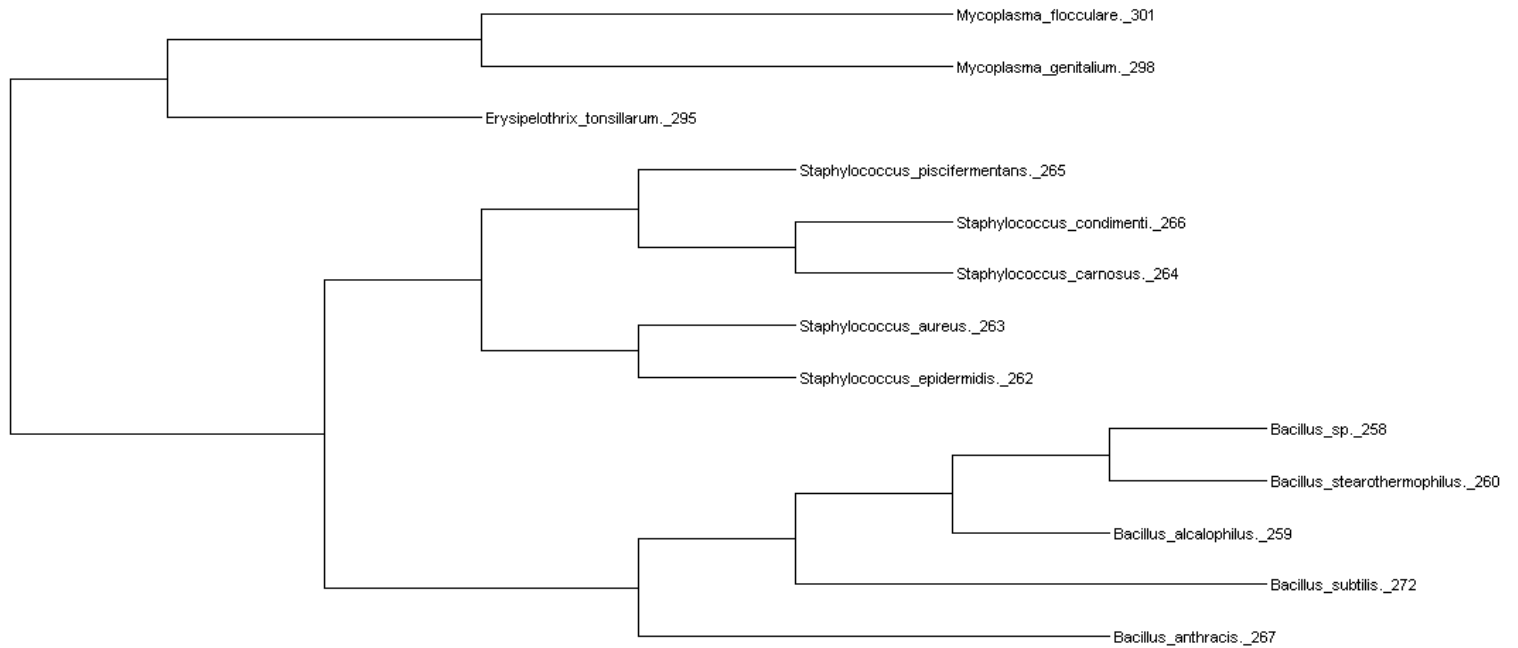 Mycoplasma_flocculare._301
Mycoplasma_genitalium._298
Erysipelothrix_tonsillarum._295
Staphylococcus_piscifermentans._265
Staphylococcus_condimenti._266
Staphylococcus_carnosus._264
Staphylococcus_aureus._263
Staphylococcus_epidermidis._262
Bacillus_sp._258
Bacillus_stearothermophilus._260
Bacillus_alcalophilus._259
Bacillus_subtilis._272
Bacillus_anthracis._267